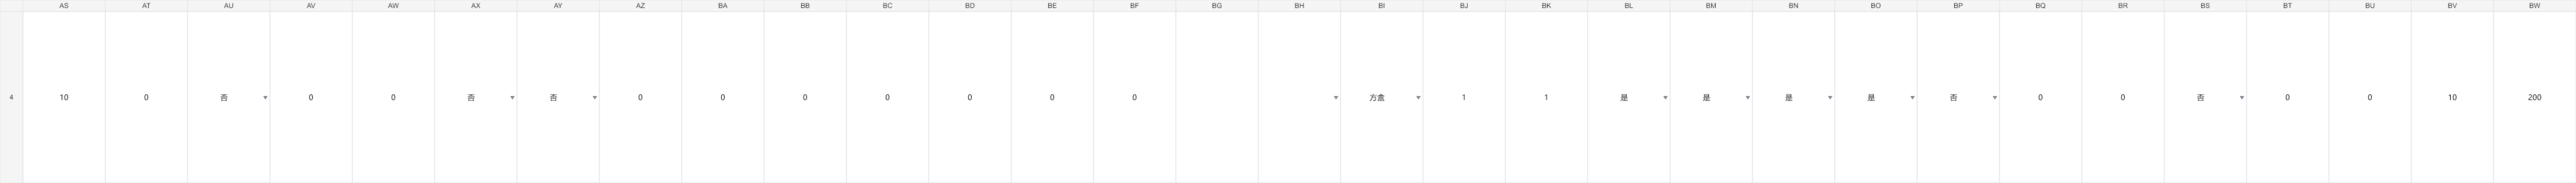 AS AT AU AV AW AX AY AZ BA BB BC BD BE BF BG BH BI BJ BK BL BM BN BO BP BQ BR BS BT BU BV BW
4 10 0 否 0 0 否 否 0 0 0 0 0 0 0 方盒 1 1 是 是 是 是 否 0 0 否 0 0 10 200